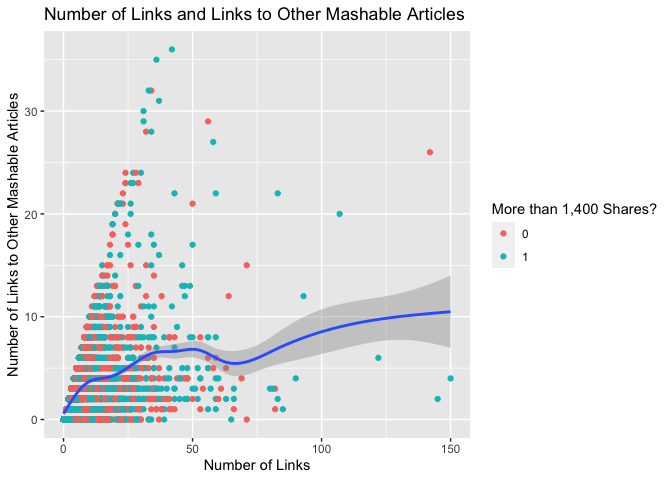 Number of Links and Links to Other Mashable Articles
Number of Links to Other Mashable Articles
30
20
10
0
0
50
100
150
Number of Links
More than 1,400 Shares?
0
1